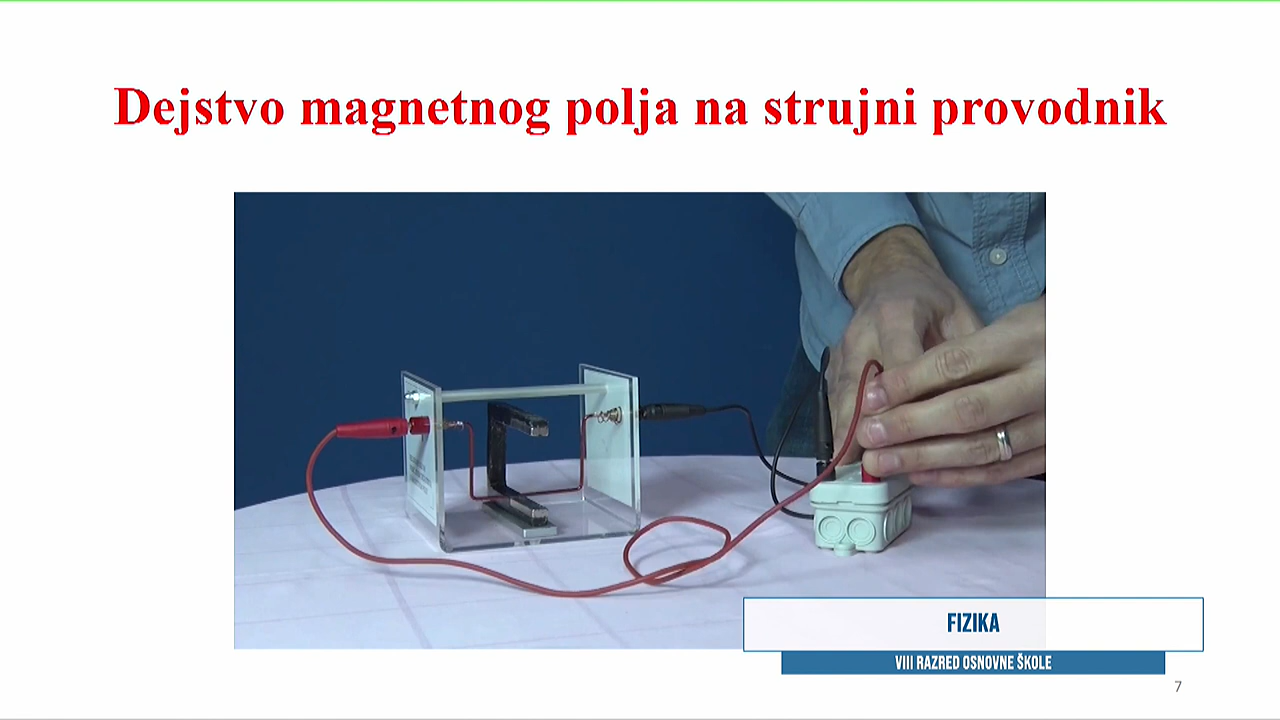 Dejstvo magnetnog polja na strujni provodnik
FIZIKA
VIII RAZRED OSNOVNE ŠKOLE
7